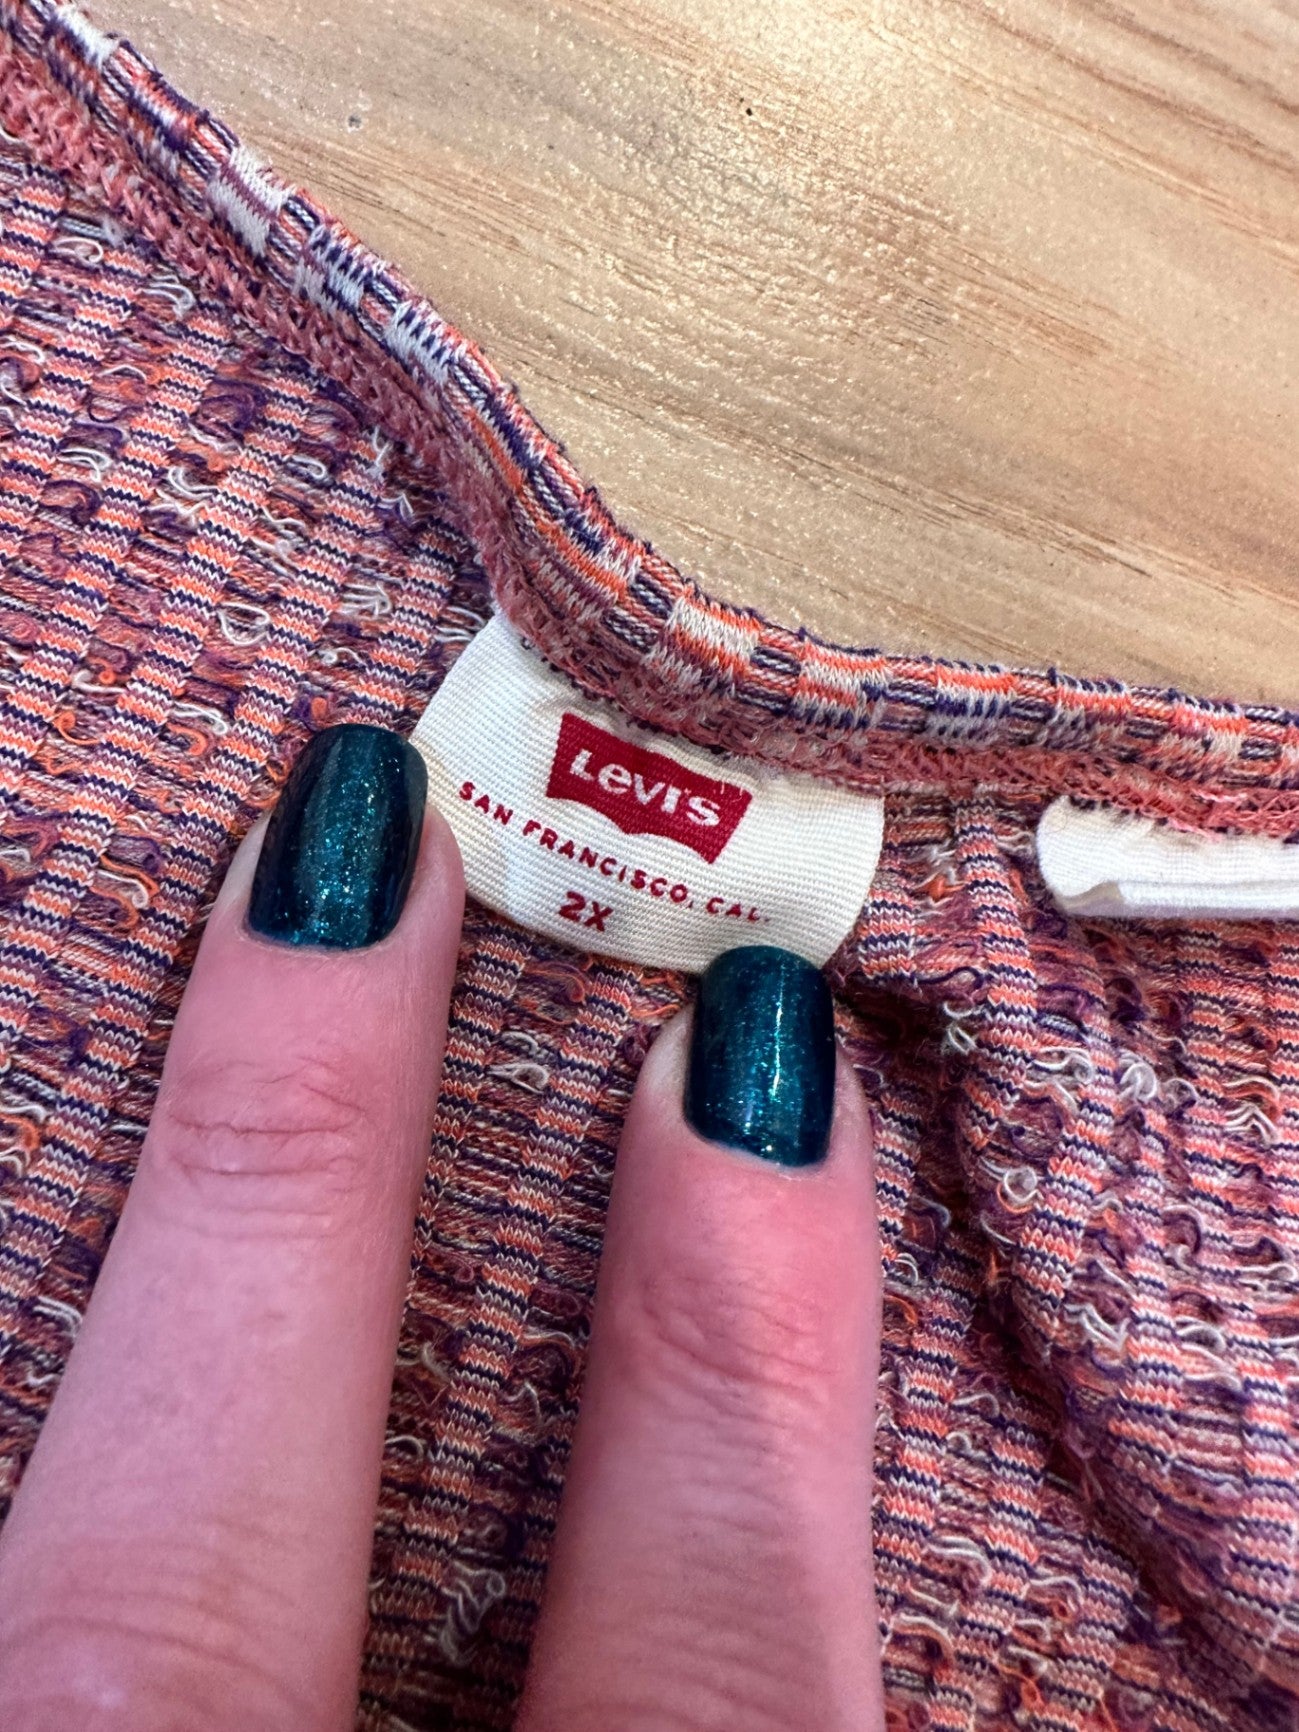 Levi's
SAN FRANCISCO, CAL.
2X